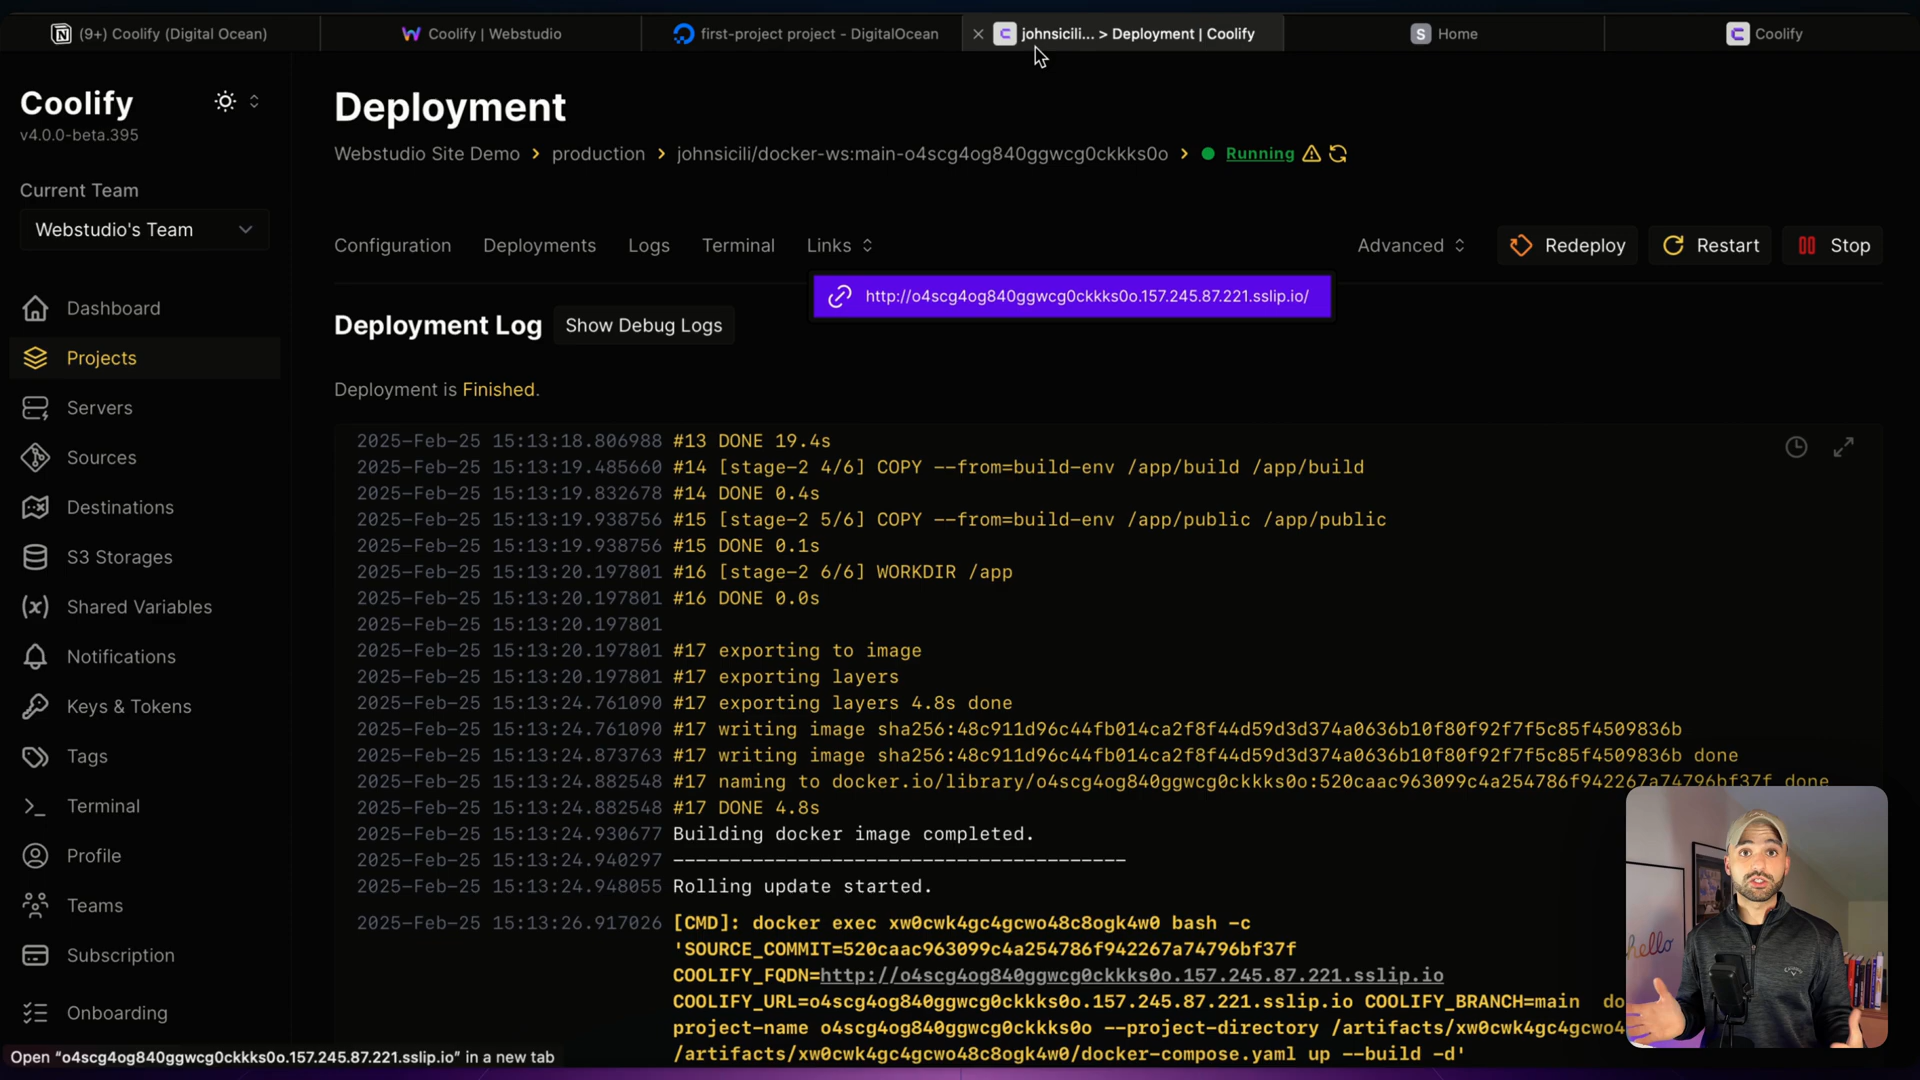 (9+) Coolify (Digital Ocean)
Coolify | Webstudio
first-project project - DigitalOcean
johnsicili... > Deployment | Coolify
Home
Coolify
Coolify
v4.0.0-beta.395
Current Team
Webstudio's Team
Dashboard
Projects
Servers
Sources
Destinations
S3 Storages
Shared Variables
Notifications
Keys & Tokens
Tags
Terminal
Profile
Teams
Subscription
Onboarding
Deployment
Webstudio Site Demo > production > johnsicili/docker-ws:main-o4scg4og840ggwcg0ckkks0o > Running
Configuration Deployments Logs Terminal Links
Advanced Redeploy Restart Stop
http://o4scg4og840ggwcg0ckkks0o.157.245.87.221.sslip.io/
Deployment Log Show Debug Logs
Deployment is Finished.
2025-Feb-25 15:13:18.806988 #13 DONE 19.4s
2025-Feb-25 15:13:19.485660 #14 [stage-2 4/6] COPY --from=build-env /app/build /app/build
2025-Feb-25 15:13:19.832678 #14 DONE 0.4s
2025-Feb-25 15:13:19.938756 #15 [stage-2 5/6] COPY --from=build-env /app/public /app/public
2025-Feb-25 15:13:19.938756 #15 DONE 0.1s
2025-Feb-25 15:13:20.197801 #16 [stage-2 6/6] WORKDIR /app
2025-Feb-25 15:13:20.197801 #16 DONE 0.0s
2025-Feb-25 15:13:20.197801
2025-Feb-25 15:13:20.197801 #17 exporting to image
2025-Feb-25 15:13:20.197801 #17 exporting layers
2025-Feb-25 15:13:24.761090 #17 exporting layers 4.8s done
2025-Feb-25 15:13:24.761090 #17 writing image sha256:48c911d96c44fb014ca2f8f44d59d3d374a0636b10f80f92f7f5c85f4509836b
2025-Feb-25 15:13:24.873763 #17 writing image sha256:48c911d96c44fb014ca2f8f44d59d3d374a0636b10f80f92f7f5c85f4509836b done
2025-Feb-25 15:13:24.882548 #17 naming to docker.io/library/o4scg4og840ggwcg0ckkks0o:520caac963099c4a254786f942267a74796bf37f done
2025-Feb-25 15:13:24.882548 #17 DONE 4.8s
2025-Feb-25 15:13:24.930677 Building docker image completed.
2025-Feb-25 15:13:24.940297 ----------------------------------------
2025-Feb-25 15:13:24.948055 Rolling update started.
2025-Feb-25 15:13:26.917026 [CMD]: docker exec xw0cwk4gc4gcwo48c8ogk4w0 bash -c
'SOURCE_COMMIT=520caac963099c4a254786f942267a74796bf37f
COOLIFY_FQDN=http://o4scg4og840ggwcg0ckkks0o.157.245.87.221.sslip.io
COOLIFY_URL=o4scg4og840ggwcg0ckkks0o.157.245.87.221.sslip.io COOLIFY_BRANCH=main do
project-name o4scg4og840ggwcg0ckkks0o --project-directory /artifacts/xw0cwk4gc4gcwo4
/artifacts/xw0cwk4gc4gcwo48c8ogk4w0/docker-compose.yaml up --build -d'
Open "o4scg4og840ggwcg0ckkks0o.157.245.87.221.sslip.io" in a new tab
hello